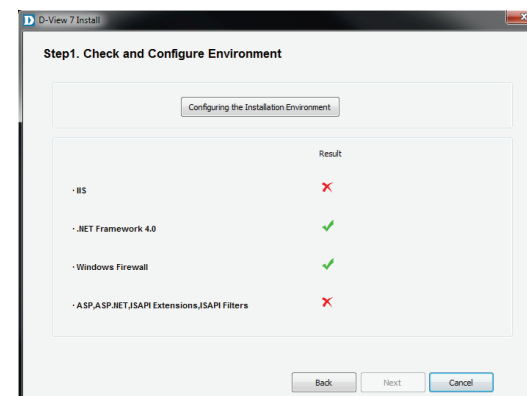 D-View 7 Install
Step1. Check and Configure Environment
Configuring the Installation Environment
Result
· IIS
· .NET Framework 4.0
· Windows Firewall
· ASP,ASP.NET,ISAPI Extensions,ISAPI Filters
Back Next Cancel